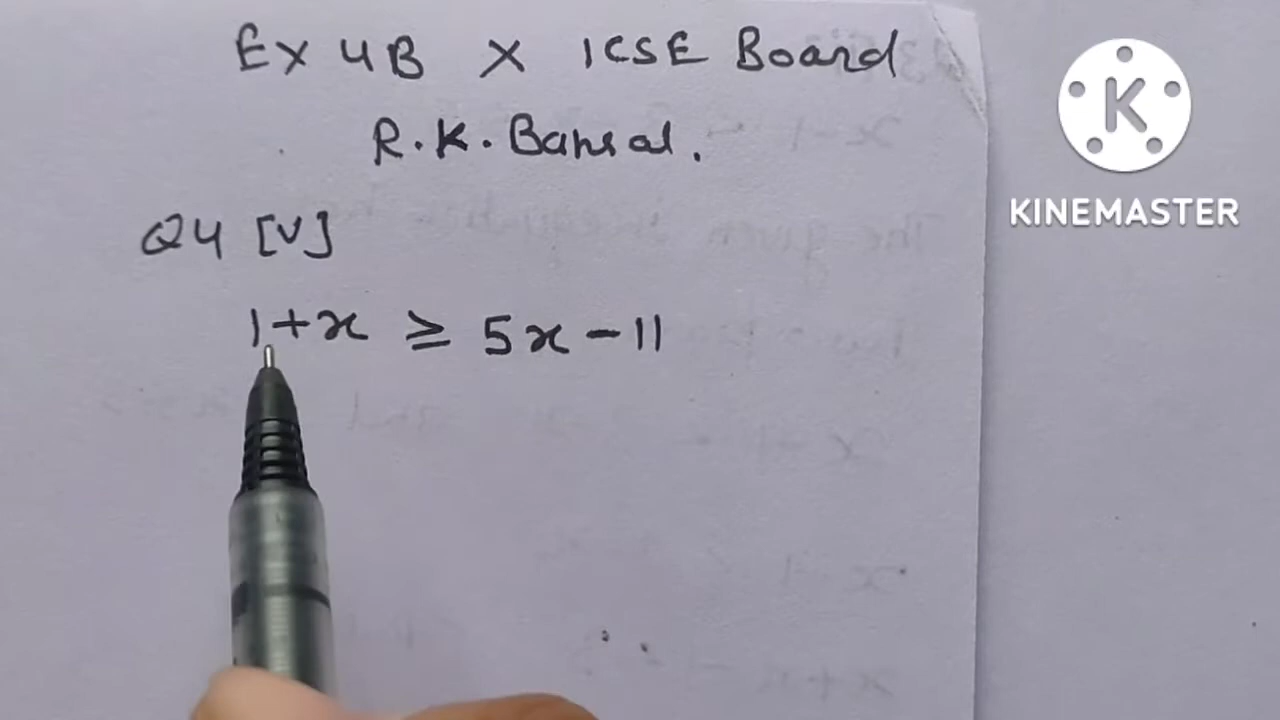 Ex 4B X ICSE Board
R.K. Bansal.
Q4 [V]
1+x ≥ 5x-11
K
KINEMASTER